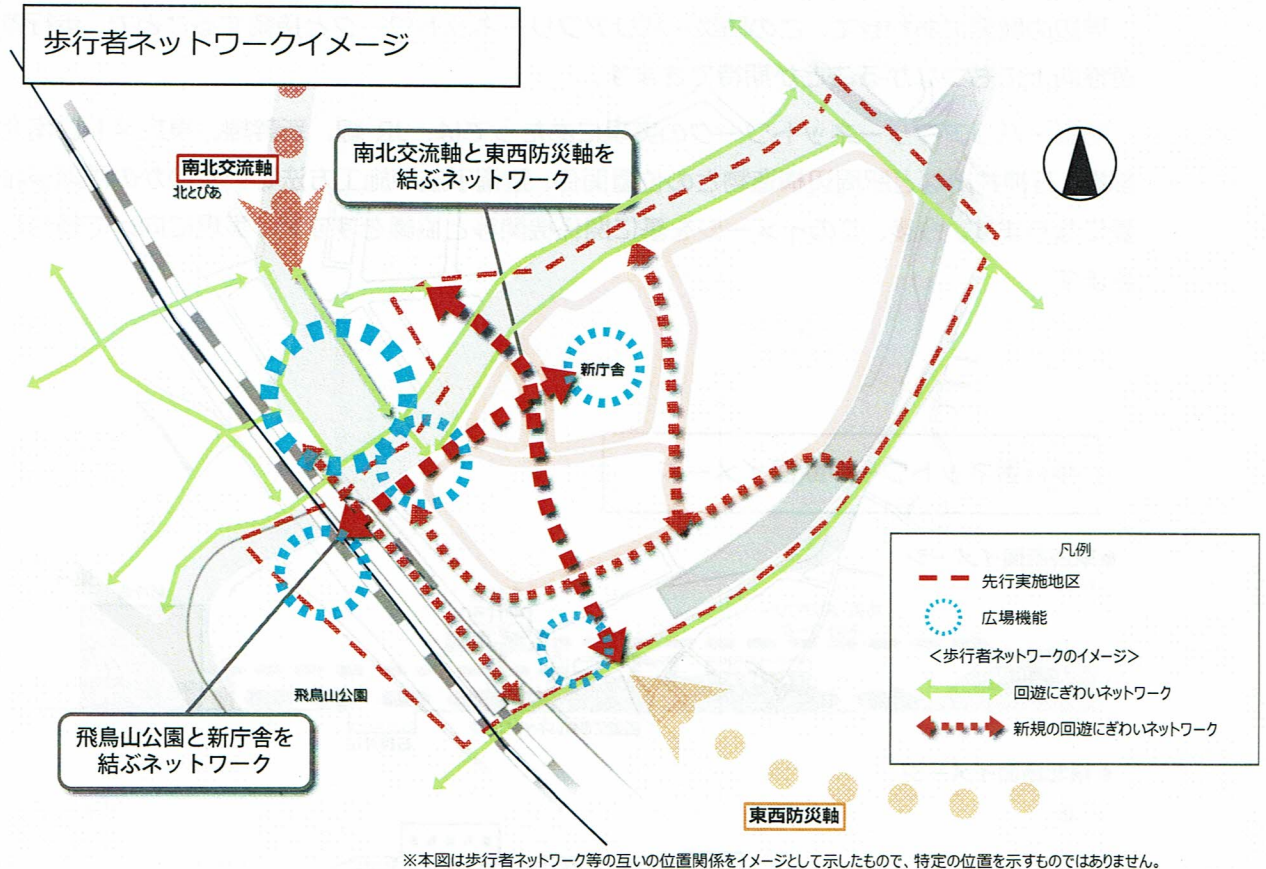 歩行者ネットワークイメージ
南北交流軸
北とぴあ
南北交流軸と東西防災軸を
結ぶネットワーク
新庁舎
飛鳥山公園
飛鳥山公園と新庁舎を
結ぶネットワーク
東西防災軸
凡例
先行実施地区
広場機能
＜歩行者ネットワークのイメージ＞
回遊にぎわいネットワーク
新規の回遊にぎわいネットワーク
※本図は歩行者ネットワーク等の互いの位置関係をイメージとして示したもので、特定の位置を示すものではありません。